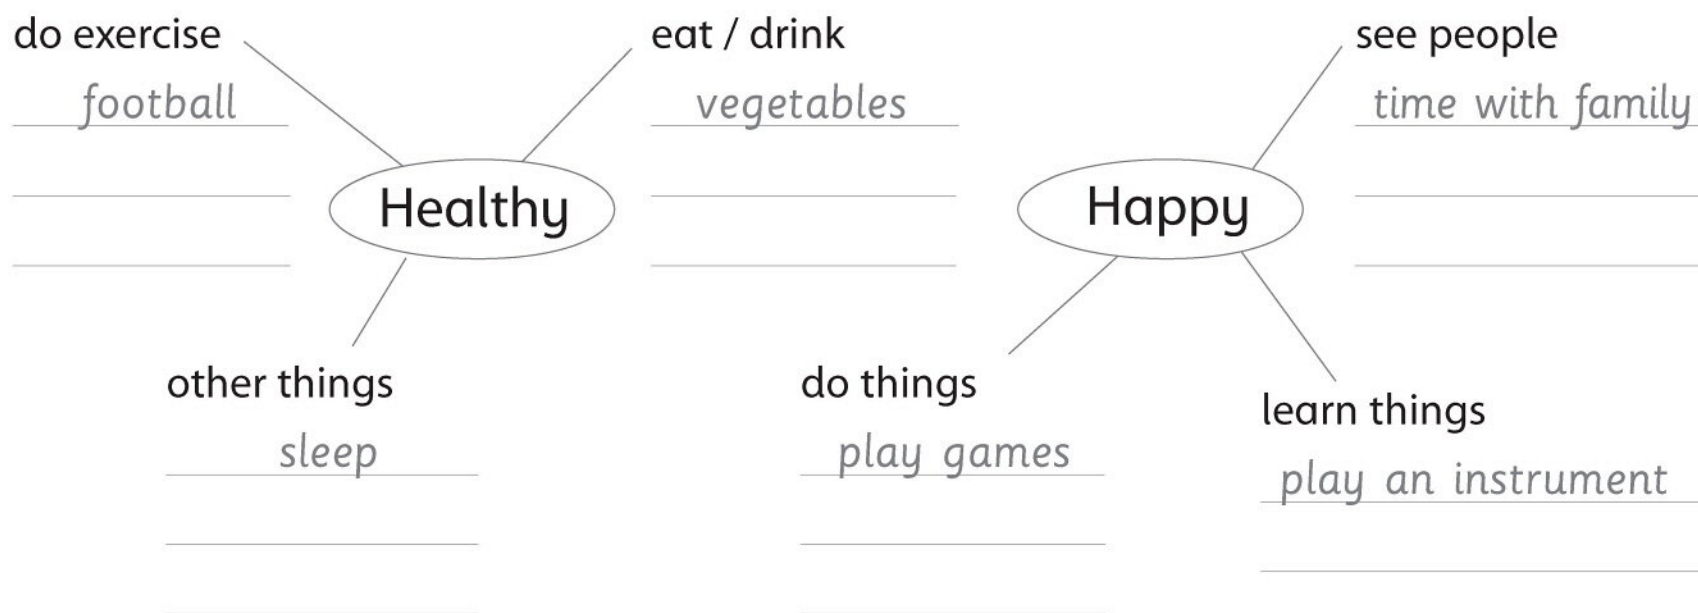 do exercise
football
eat / drink
vegetables
Healthy
other things
sleep
see people
time with family
Happy
do things
play games
learn things
play an instrument